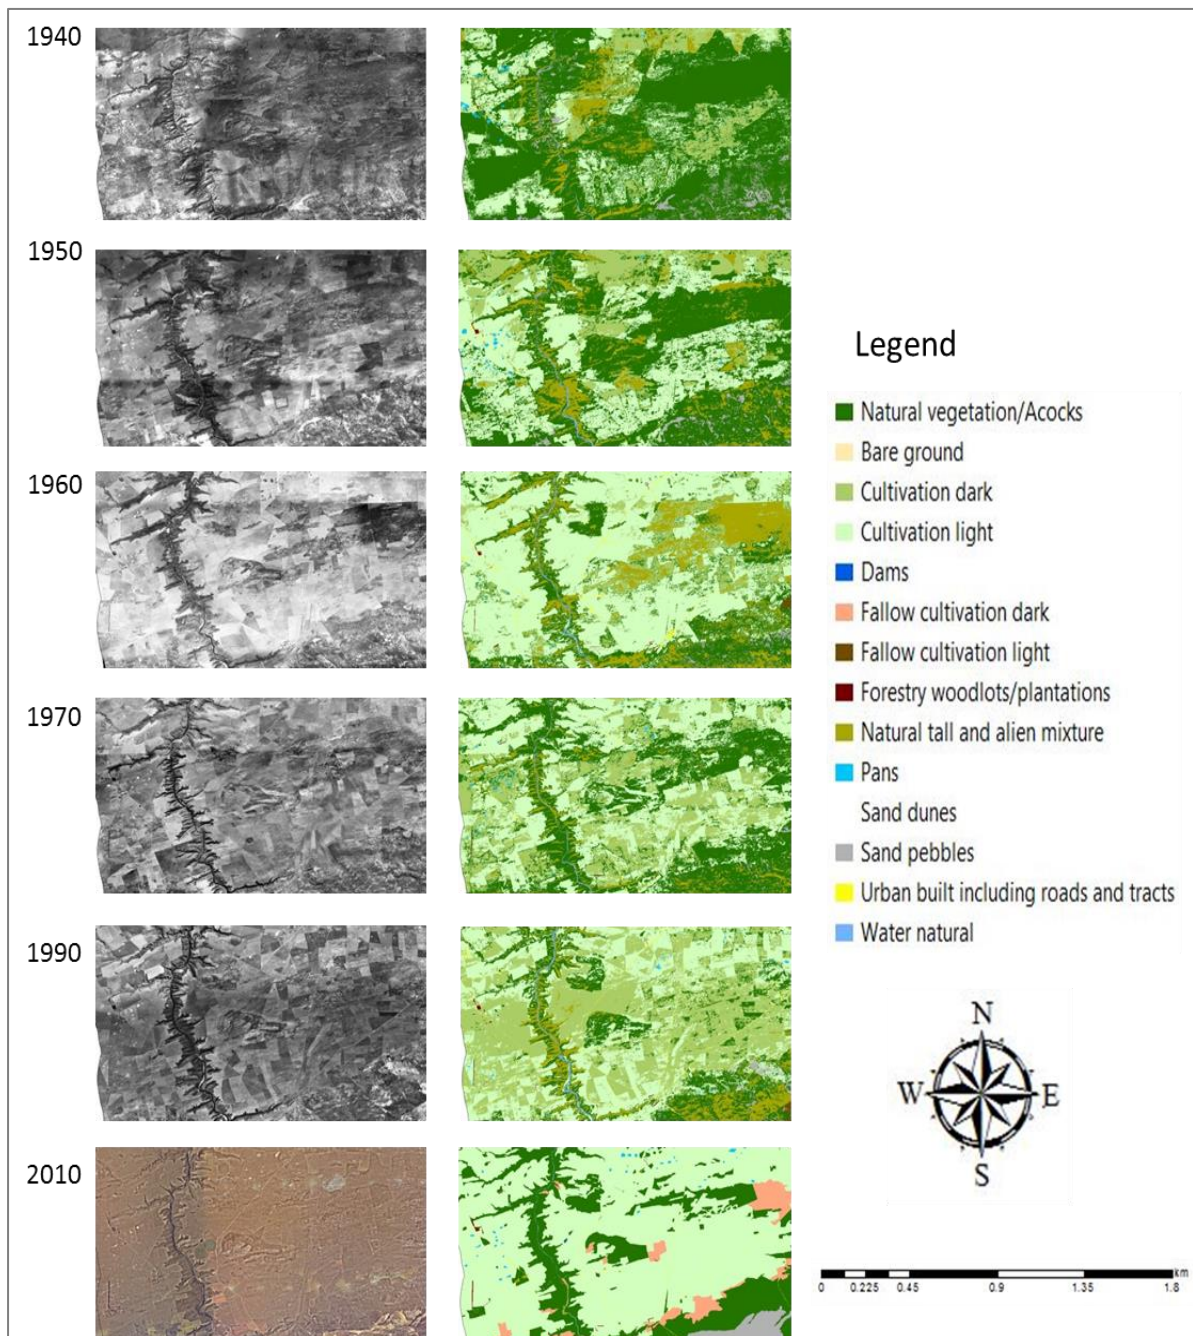 1940
1950
1960
1970
1990
2010
Legend
Natural vegetation/Acocks
Bare ground
Cultivation dark
Cultivation light
Dams
Fallow cultivation dark
Fallow cultivation light
Forestry woodlots/plantations
Natural tall and alien mixture
Pans
Sand dunes
Sand pebbles
Urban built including roads and tracts
Water natural
N
W E
S
km
0 0.225 0.45 0.9 1.35 1.8